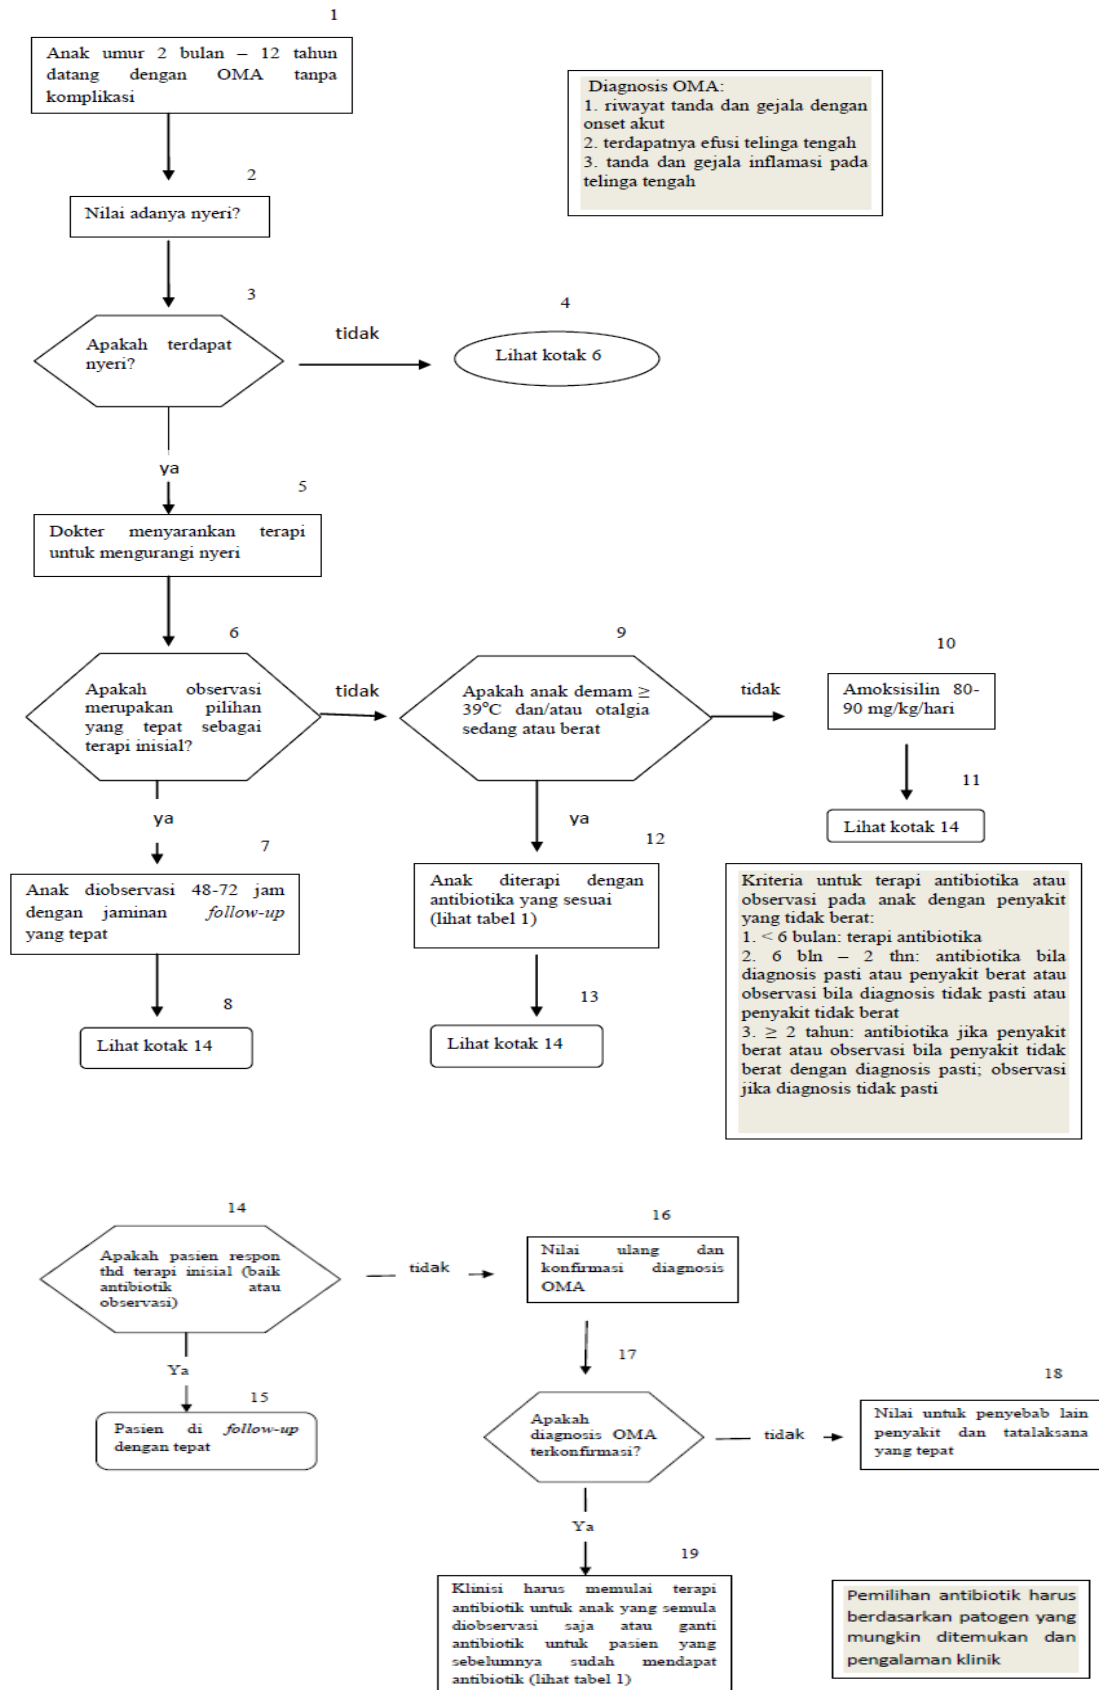 1
Anak umur 2 bulan – 12 tahun
datang dengan OMA tanpa
komplikasi
Diagnosis OMA:
1. riwayat tanda dan gejala dengan
onset akut
2. terdapatnya efusi telinga tengah
3. tanda dan gejala inflamasi pada
telinga tengah
2
Nilai adanya nyeri?
3
Apakah terdapat
nyeri?
tidak
4
Lihat kotak 6
ya
5
Dokter menyarankan terapi
untuk mengurangi nyeri
6
Apakah observasi
merupakan pilihan
yang tepat sebagai
terapi inisial?
tidak
9
Apakah anak demam ≥
39°C dan/atau otalgia
sedang atau berat
tidak
10
Amoksisilin 80-
90 mg/kg/hari
11
Lihat kotak 14
ya
7
Anak diobservasi 48-72 jam
dengan jaminan follow-up
yang tepat
8
Lihat kotak 14
ya
12
Anak diterapi dengan
antibiotika yang sesuai
(lihat tabel 1)
13
Lihat kotak 14
Kriteria untuk terapi antibiotika atau
observasi pada anak dengan penyakit
yang tidak berat:
1. < 6 bulan: terapi antibiotika
2. 6 bln – 2 thn: antibiotika bila
diagnosis pasti atau penyakit berat atau
observasi bila diagnosis tidak pasti atau
penyakit tidak berat
3. ≥ 2 tahun: antibiotika jika penyakit
berat atau observasi bila penyakit tidak
berat dengan diagnosis pasti; observasi
jika diagnosis tidak pasti
14
Apakah pasien respon
thd terapi inisial (baik
antibiotik atau
observasi)
tidak
16
Nilai ulang dan
konfirmasi diagnosis
OMA
Ya
15
Pasien di follow-up
dengan tepat
17
Apakah
diagnosis OMA
terkonfirmasi?
tidak
18
Nilai untuk penyebab lain
penyakit dan tatalaksana
yang tepat
Ya
19
Klinisi harus memulai terapi
antibiotik untuk anak yang semula
diobservasi saja atau ganti
antibiotik untuk pasien yang
sebelumnya sudah mendapat
antibiotik (lihat tabel 1)
Pemilihan antibiotik harus
berdasarkan patogen yang
mungkin ditemukan dan
pengalaman klinik